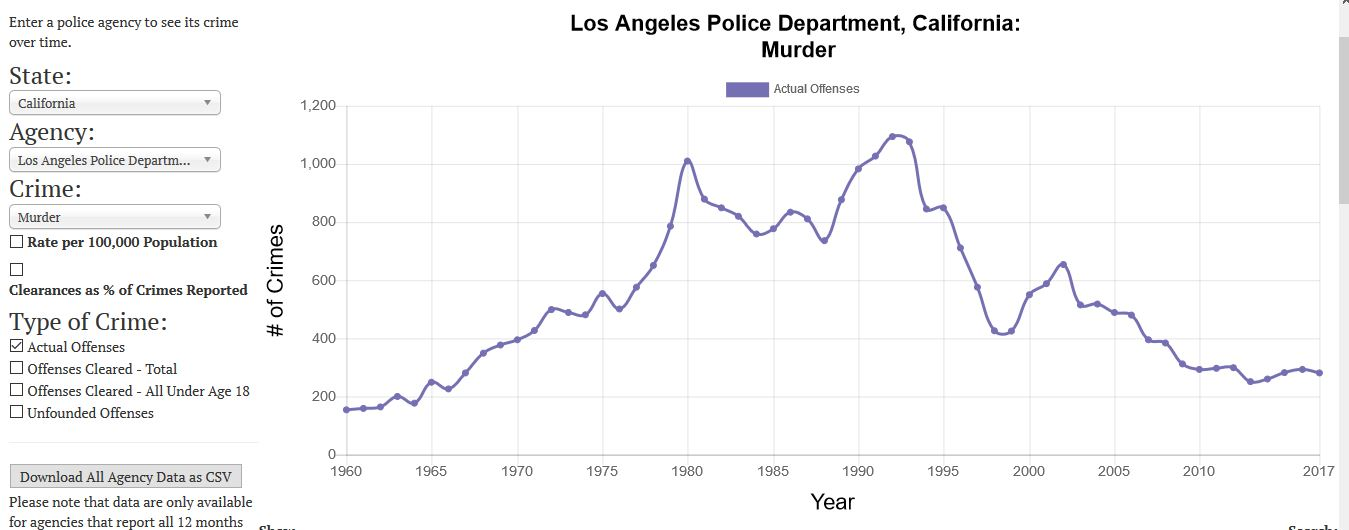 Enter a police agency to see its crime
over time.
State:
California
Agency:
Los Angeles Police Departm...
Crime:
Murder
Rate per 100,000 Population
Clearances as % of Crimes Reported
Type of Crime:
Actual Offenses
Offenses Cleared - Total
Offenses Cleared - All Under Age 18
Unfounded Offenses
Download All Agency Data as CSV
Please note that data are only available
for agencies that report all 12 months
Los Angeles Police Department, California:
Murder
Actual Offenses
# of Crimes
1,200
1,000
800
600
400
200
0
1960 1965 1970 1975 1980 1985 1990 1995 2000 2005 2010 2017
Year